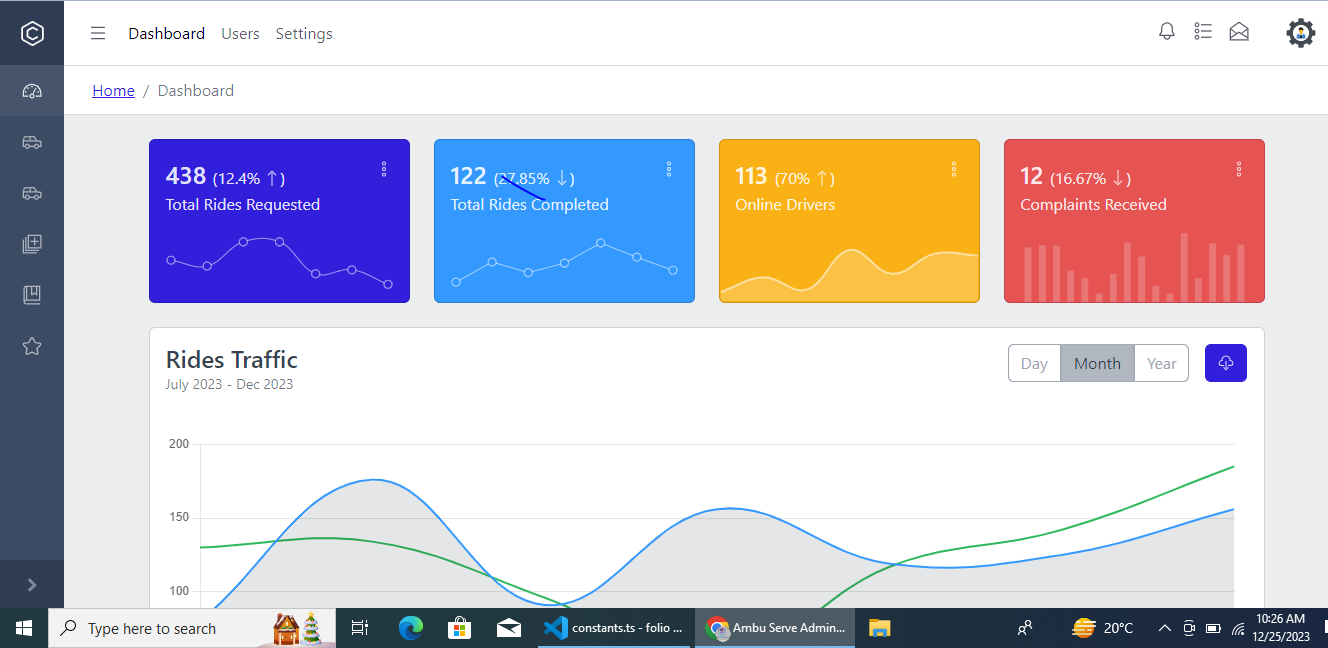 Dashboard Users Settings
Home / Dashboard
438 (12.4% ↑)
Total Rides Requested
122 (27.85% ↓)
Total Rides Completed
113 (70% ↑)
Online Drivers
12 (16.67% ↓)
Complaints Received
Rides Traffic
July 2023 - Dec 2023
Day Month Year
200
150
100
Type here to search
constants.ts - folio ...
Ambu Serve Admin...
20°C
10:26 AM
12/25/2023